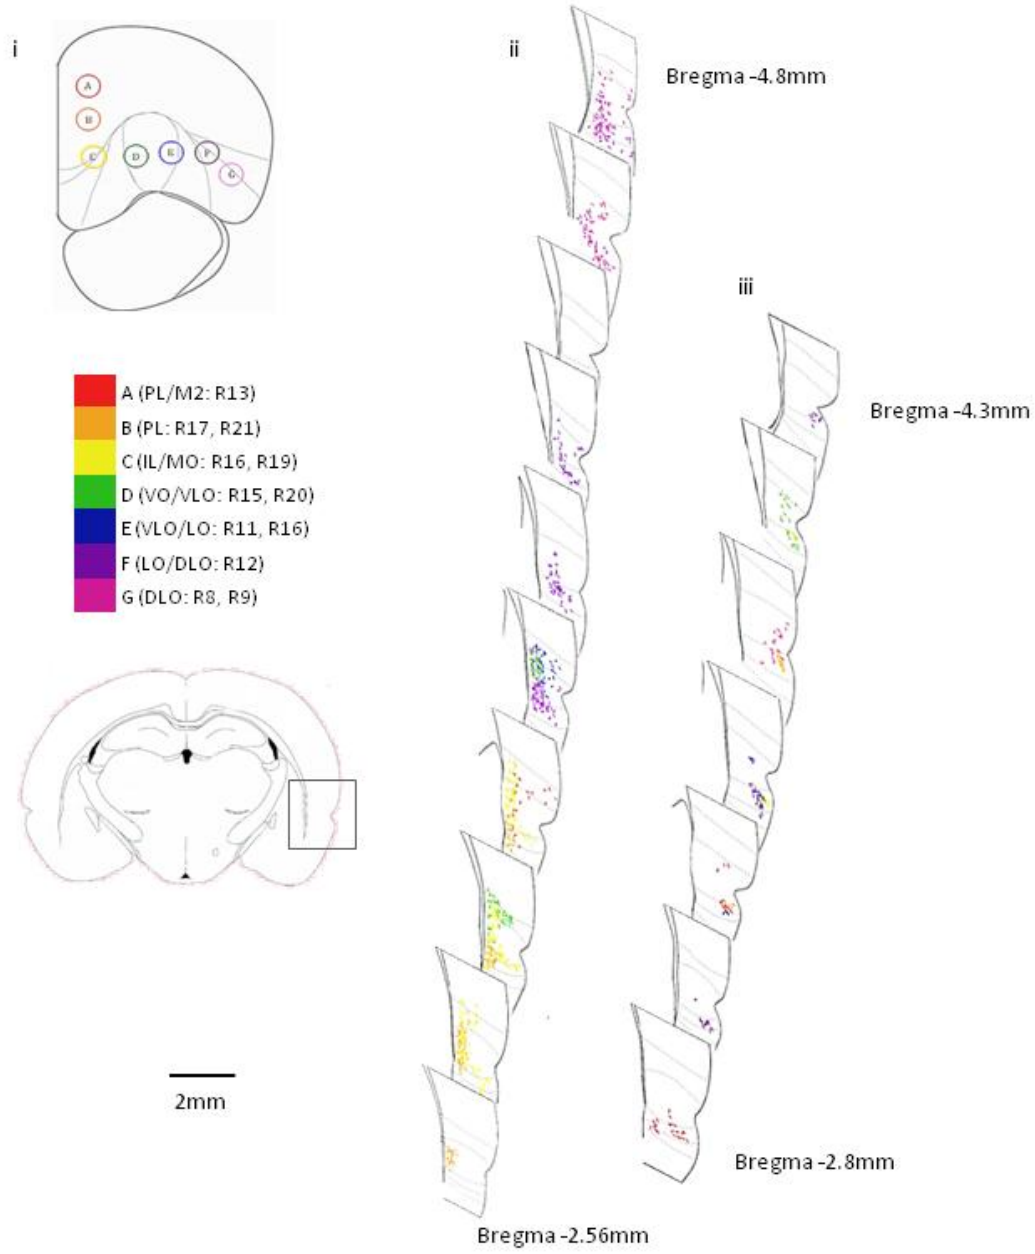 i
A
B
C
D
E
F
G
A (PL/M2: R13)
B (PL: R17, R21)
C (IL/MO: R16, R19)
D (VO/VLO: R15, R20)
E (VLO/LO: R11, R16)
F (LO/DLO: R12)
G (DLO: R8, R9)
2mm
ii
Bregma -4.8mm
Bregma -2.56mm
iii
Bregma -4.3mm
Bregma -2.8mm